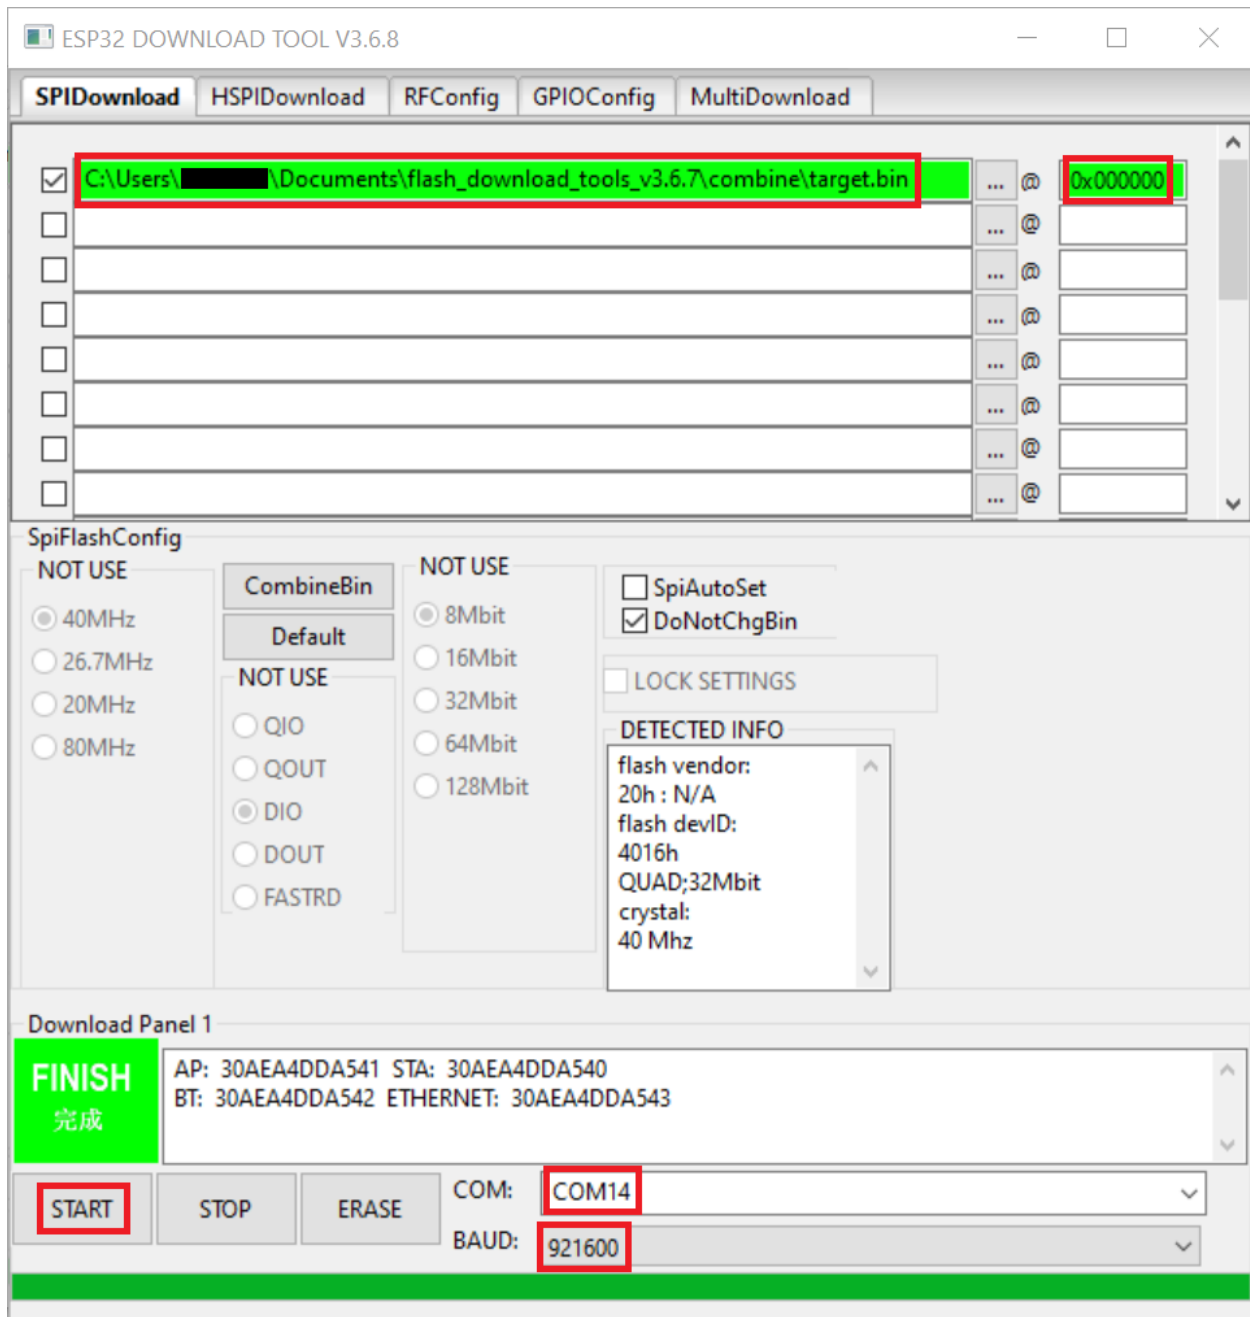 ESP32 DOWNLOAD TOOL V3.6.8
SPIDownload HSPIDownload RFConfig GPIOConfig MultiDownload
C:\Users\ \Documents\flash_download_tools_v3.6.7\combine\target.bin ... @ 0x000000
... @
... @
... @
... @
... @
... @
... @
SpiFlashConfig
NOT USE
40MHz
26.7MHz
20MHz
80MHz
CombineBin
Default
NOT USE
QIO
QOUT
DIO
DOUT
FASTRD
NOT USE
8Mbit
16Mbit
32Mbit
64Mbit
128Mbit
SpiAutoSet
DoNotChgBin
LOCK SETTINGS
DETECTED INFO
flash vendor:
20h : N/A
flash devID:
4016h
QUAD;32Mbit
crystal:
40 Mhz
Download Panel 1
FINISH
完成
AP: 30AEA4DDA541 STA: 30AEA4DDA540
BT: 30AEA4DDA542 ETHERNET: 30AEA4DDA543
START STOP ERASE
COM: COM14
BAUD: 921600